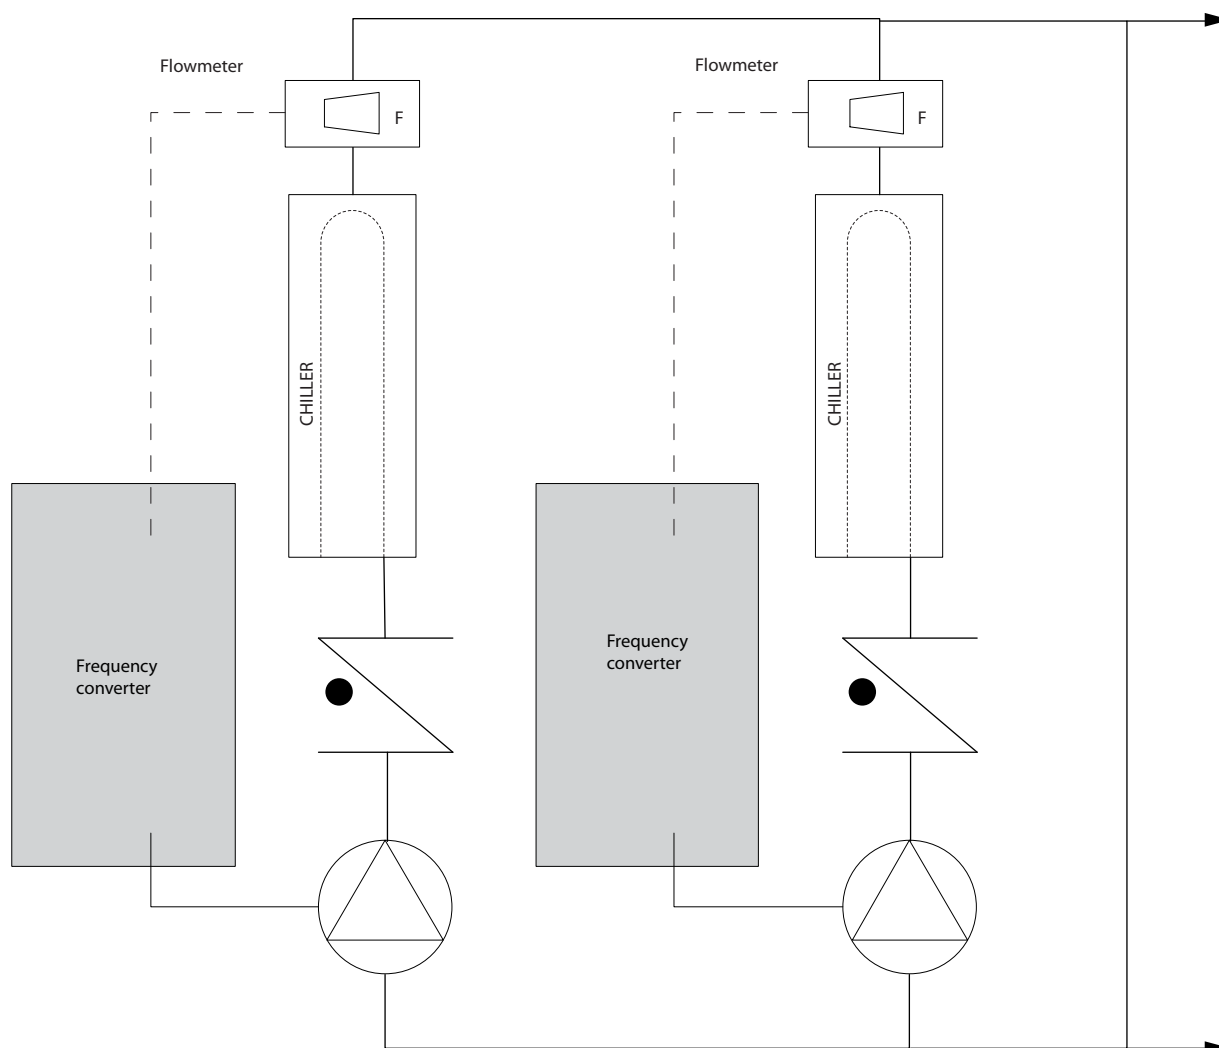 Flowmeter
Flowmeter
F
F
CHILLER
CHILLER
Frequency
converter
Frequency
converter